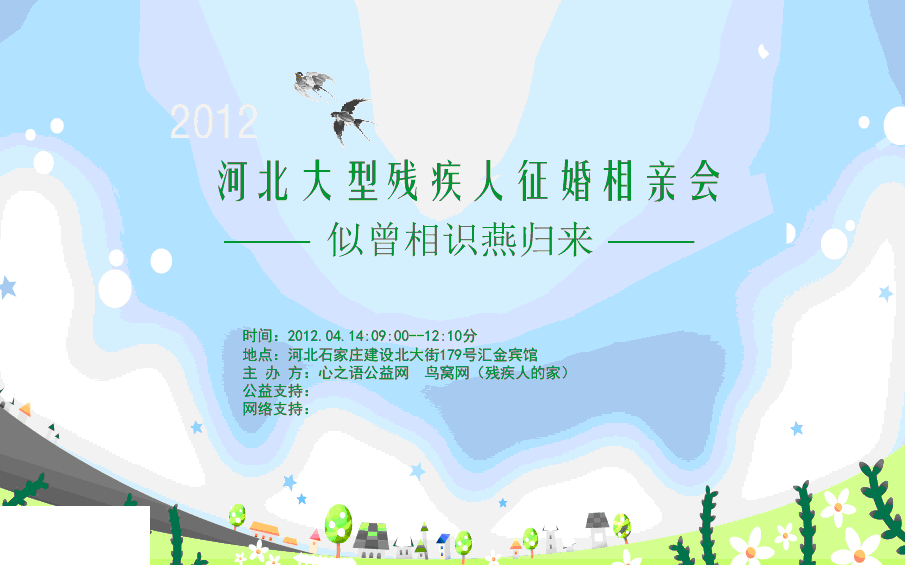 2012
河北大型残疾人征婚相亲会
似曾相识燕归来
时间：2012.04.14:09:00--12:10分
地点：河北石家庄建设北大街179号汇金宾馆
主 办 方：心之语公益网 鸟窝网（残疾人的家）
公益支持：
网络支持：